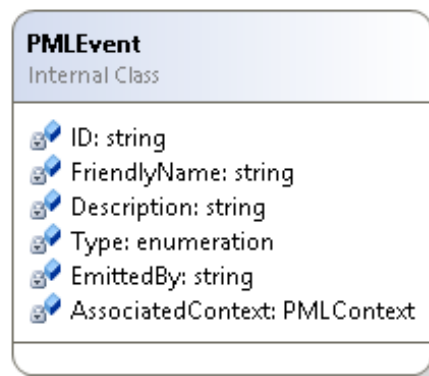 PMLEvent
Internal Class
ID: string
FriendlyName: string
Description: string
Type: enumeration
EmittedBy: string
AssociatedContext: PMLContext